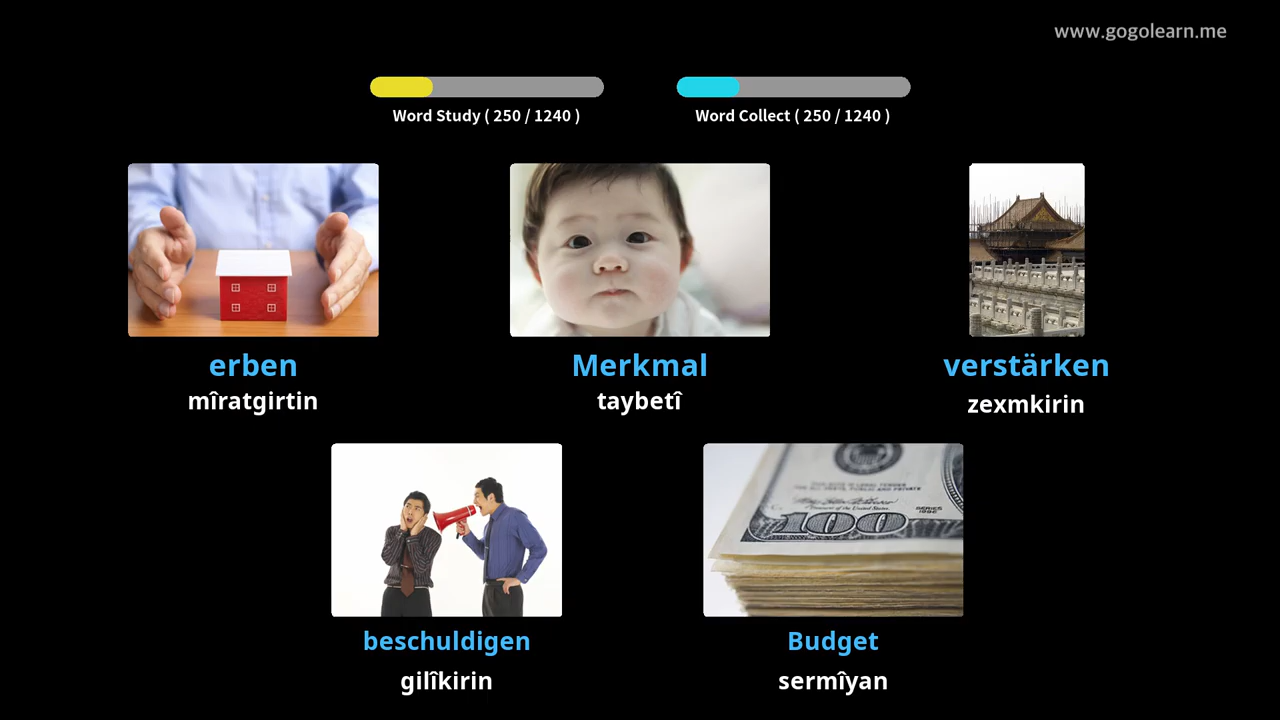 www.gogolearn.me
Word Study ( 250 / 1240 )
Word Collect ( 250 / 1240 )
erben
mîratgirtin
Merkmal
taybetî
verstärken
zexmkirin
beschuldigen
gilîkirin
100
Budget
sermîyan